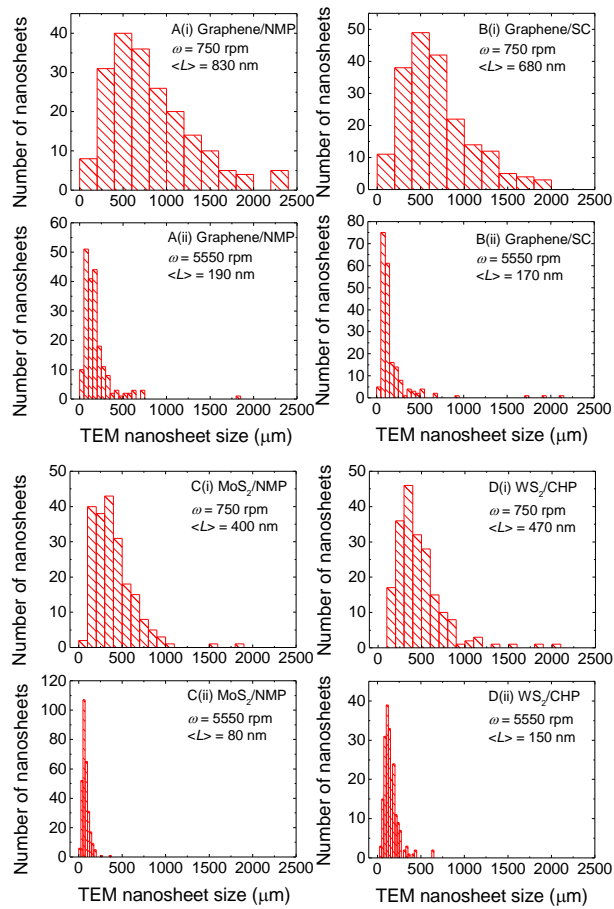 A(i) Graphene/NMP
ω = 750 rpm
<L> = 830 nm
Number of nanosheets
40
30
20
10
0
0 500 1000 1500 2000 2500
B(i) Graphene/SC
ω = 750 rpm
<L> = 680 nm
Number of nanosheets
50
40
30
20
10
0
0 500 1000 1500 2000 2500
A(ii) Graphene/NMP
ω = 5550 rpm
<L> = 190 nm
Number of nanosheets
60
50
40
30
20
10
0
0 500 1000 1500 2000 2500
TEM nanosheet size (μm)
B(ii) Graphene/SC
ω = 5550 rpm
<L> = 170 nm
Number of nanosheets
80
70
60
50
40
30
20
10
0
0 500 1000 1500 2000 2500
TEM nanosheet size (μm)
C(i) MoS2/NMP
ω = 750 rpm
<L> = 400 nm
Number of nanosheets
50
40
30
20
10
0
0 500 1000 1500 2000 2500
D(i) WS2/CHP
ω = 750 rpm
<L> = 470 nm
Number of nanosheets
50
40
30
20
10
0
0 500 1000 1500 2000 2500
C(ii) MoS2/NMP
ω = 5550 rpm
<L> = 80 nm
Number of nanosheets
120
100
80
60
40
20
0
0 500 1000 1500 2000 2500
TEM nanosheet size (μm)
D(ii) WS2/CHP
ω = 5550 rpm
<L> = 150 nm
Number of nanosheets
40
30
20
10
0
0 500 1000 1500 2000 2500
TEM nanosheet size (μm)